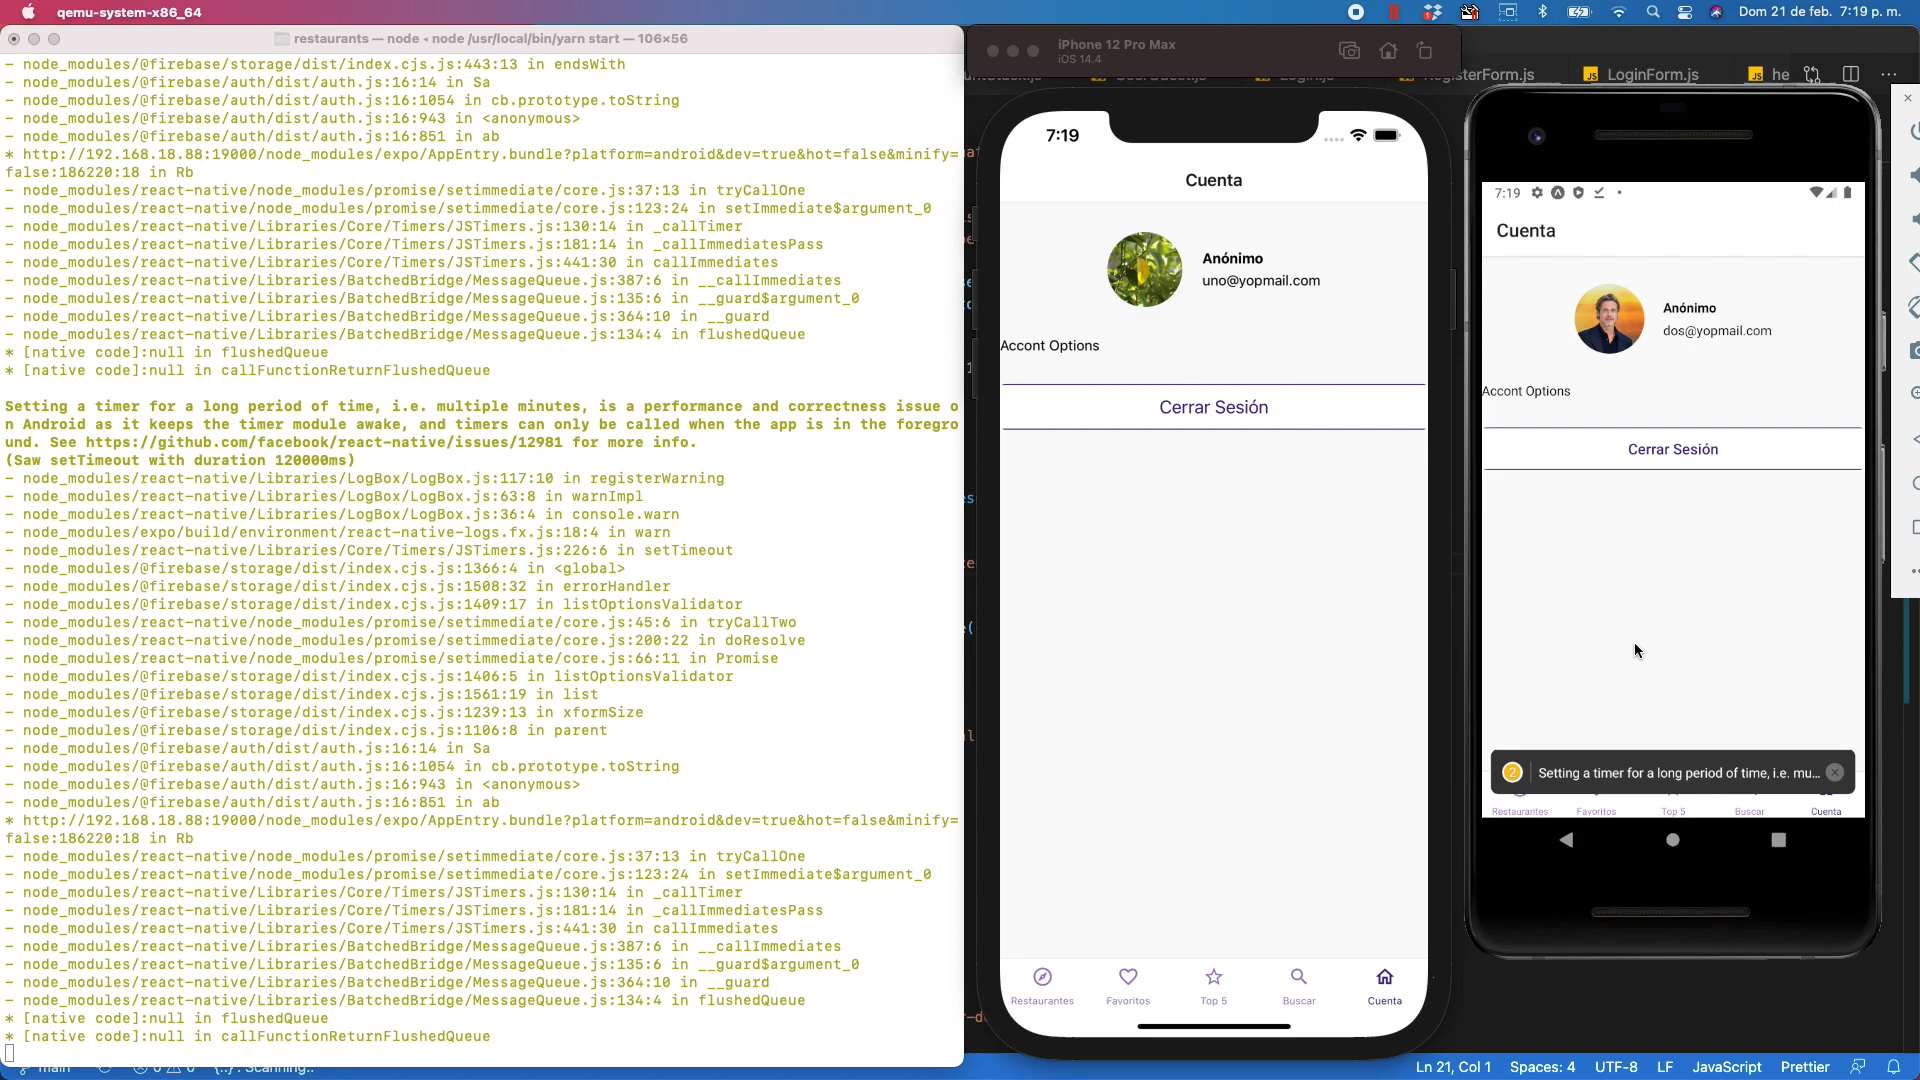 qemu-system-x86_64
Dom 21 de feb. 7:19 p. m.
restaurants — node ◂ node /usr/local/bin/yarn start — 106×56
- node_modules/@firebase/storage/dist/index.cjs.js:443:13 in endsWith
- node_modules/@firebase/auth/dist/auth.js:16:14 in Sa
- node_modules/@firebase/auth/dist/auth.js:16:1054 in cb.prototype.toString
- node_modules/@firebase/auth/dist/auth.js:16:943 in <anonymous>
- node_modules/@firebase/auth/dist/auth.js:16:851 in ab
* http://192.168.18.88:19000/node_modules/expo/AppEntry.bundle?platform=android&dev=true&hot=false&minify=
false:186220:18 in Rb
- node_modules/react-native/node_modules/promise/setimmediate/core.js:37:13 in tryCallOne
- node_modules/react-native/node_modules/promise/setimmediate/core.js:123:24 in setImmediate$argument_0
- node_modules/react-native/Libraries/Core/Timers/JSTimers.js:130:14 in _callTimer
- node_modules/react-native/Libraries/Core/Timers/JSTimers.js:181:14 in _callImmediatesPass
- node_modules/react-native/Libraries/Core/Timers/JSTimers.js:441:30 in callImmediates
- node_modules/react-native/Libraries/BatchedBridge/MessageQueue.js:387:6 in __callImmediates
- node_modules/react-native/Libraries/BatchedBridge/MessageQueue.js:135:6 in __guard$argument_0
- node_modules/react-native/Libraries/BatchedBridge/MessageQueue.js:364:10 in __guard
- node_modules/react-native/Libraries/BatchedBridge/MessageQueue.js:134:4 in flushedQueue
* [native code]:null in flushedQueue
* [native code]:null in callFunctionReturnFlushedQueue
Setting a timer for a long period of time, i.e. multiple minutes, is a performance and correctness issue o
n Android as it keeps the timer module awake, and timers can only be called when the app is in the foregro
und. See https://github.com/facebook/react-native/issues/12981 for more info.
(Saw setTimeout with duration 120000ms)
- node_modules/react-native/Libraries/LogBox/LogBox.js:117:10 in registerWarning
- node_modules/react-native/Libraries/LogBox/LogBox.js:63:8 in warnImpl
- node_modules/react-native/Libraries/LogBox/LogBox.js:36:4 in console.warn
- node_modules/expo/build/environment/react-native-logs.fx.js:18:4 in warn
- node_modules/react-native/Libraries/Core/Timers/JSTimers.js:226:6 in setTimeout
- node_modules/@firebase/storage/dist/index.cjs.js:1366:4 in <global>
- node_modules/@firebase/storage/dist/index.cjs.js:1508:32 in errorHandler
- node_modules/@firebase/storage/dist/index.cjs.js:1409:17 in listOptionsValidator
- node_modules/react-native/node_modules/promise/setimmediate/core.js:45:6 in tryCallTwo
- node_modules/react-native/node_modules/promise/setimmediate/core.js:200:22 in doResolve
- node_modules/react-native/node_modules/promise/setimmediate/core.js:66:11 in Promise
- node_modules/@firebase/storage/dist/index.cjs.js:1406:5 in listOptionsValidator
- node_modules/@firebase/storage/dist/index.cjs.js:1561:19 in list
- node_modules/@firebase/storage/dist/index.cjs.js:1239:13 in xformSize
- node_modules/@firebase/storage/dist/index.cjs.js:1106:8 in parent
- node_modules/@firebase/auth/dist/auth.js:16:14 in Sa
- node_modules/@firebase/auth/dist/auth.js:16:1054 in cb.prototype.toString
- node_modules/@firebase/auth/dist/auth.js:16:943 in <anonymous>
- node_modules/@firebase/auth/dist/auth.js:16:851 in ab
* http://192.168.18.88:19000/node_modules/expo/AppEntry.bundle?platform=android&dev=true&hot=false&minify=
false:186220:18 in Rb
- node_modules/react-native/node_modules/promise/setimmediate/core.js:37:13 in tryCallOne
- node_modules/react-native/node_modules/promise/setimmediate/core.js:123:24 in setImmediate$argument_0
- node_modules/react-native/Libraries/Core/Timers/JSTimers.js:130:14 in _callTimer
- node_modules/react-native/Libraries/Core/Timers/JSTimers.js:181:14 in _callImmediatesPass
- node_modules/react-native/Libraries/Core/Timers/JSTimers.js:441:30 in callImmediates
- node_modules/react-native/Libraries/BatchedBridge/MessageQueue.js:387:6 in __callImmediates
- node_modules/react-native/Libraries/BatchedBridge/MessageQueue.js:135:6 in __guard$argument_0
- node_modules/react-native/Libraries/BatchedBridge/MessageQueue.js:364:10 in __guard
- node_modules/react-native/Libraries/BatchedBridge/MessageQueue.js:134:4 in flushedQueue
* [native code]:null in flushedQueue
* [native code]:null in callFunctionReturnFlushedQueue
iPhone 12 Pro Max
iOS 14.4
RegisterForm.js
JS LoginForm.js
JS he
7:19
Cuenta
Anónimo
uno@yopmail.com
Accont Options
Cerrar Sesión
Restaurantes
Favoritos
Top 5
Buscar
Cuenta
7:19
Cuenta
Anónimo
dos@yopmail.com
Accont Options
Cerrar Sesión
2 Setting a timer for a long period of time, i.e. mu...
Restaurantes
Favoritos
Top 5
Buscar
Cuenta
main
Scanning..
Ln 21, Col 1
Spaces: 4
UTF-8
LF
JavaScript
Prettier